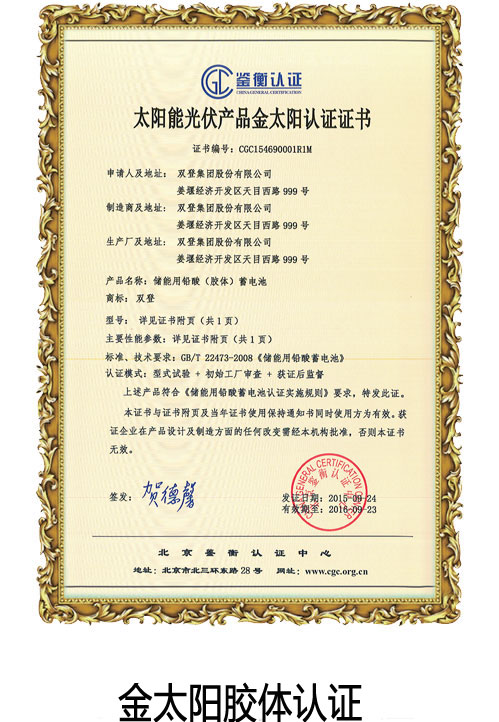 CGC 鉴衡认证
CHINA GENERAL CERTIFICATION
太阳能光伏产品金太阳认证证书
证书编号：CGC154690001R1M
申请人及地址： 双登集团股份有限公司
姜堰经济开发区天目西路 999 号
制造商及地址： 双登集团股份有限公司
姜堰经济开发区天目西路 999 号
生产厂及地址： 双登集团股份有限公司
姜堰经济开发区天目西路 999 号
产品名称：储能用铅酸（胶体）蓄电池
商标： 双登
型号： 详见证书附页（共 1 页）
主要性能参数：详见证书附页（共 1 页）
标准、技术要求：GB/T 22473-2008《储能用铅酸蓄电池》
认证模式：型式试验 + 初始工厂审查 + 获证后监督
上述产品符合《储能用铅酸蓄电池认证实施规则》要求，特发此证。
本证书与证书附页及当年证书使用保持通知书同时使用方为有效。获
证企业在产品设计及制造方面的任何改变需经本机构批准，否则本证书
无效。
签发： 贺德馨
发证日期：2015-09-24
有效期至：2016-09-23
北京鉴衡认证中心
地址：北京市北三环东路 28 号 网址：www.cgc.org.cn
金太阳胶体认证